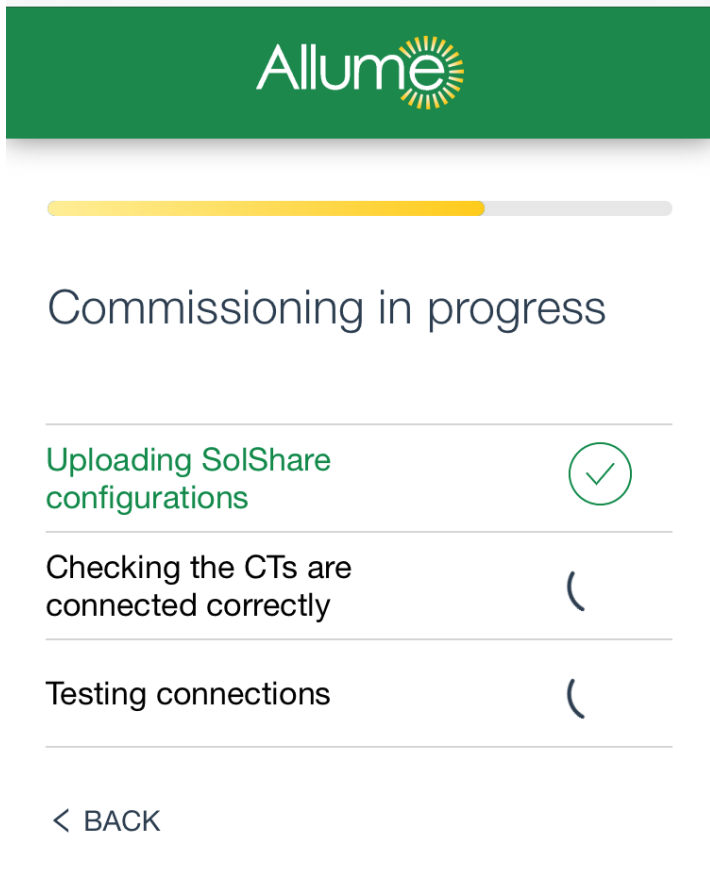 Allume
Commissioning in progress
Uploading SolShare
configurations
Checking the CTs are
connected correctly
Testing connections
< BACK